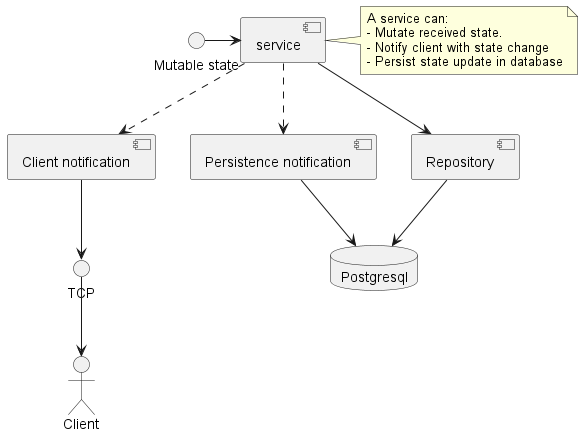 A service can:
- Mutate received state.
- Notify client with state change
- Persist state update in database
service
Mutable state
Client notification
Persistence notification
Repository
Postgresql
TCP
Client